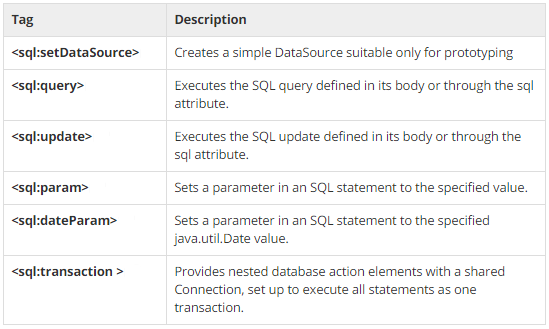 Tag Description
<sql:setDataSource> Creates a simple DataSource suitable only for prototyping
<sql:query> Executes the SQL query defined in its body or through the sql
attribute.
<sql:update> Executes the SQL update defined in its body or through the
sql attribute.
<sql:param> Sets a parameter in an SQL statement to the specified value.
<sql:dateParam> Sets a parameter in an SQL statement to the specified
java.util.Date value.
<sql:transaction > Provides nested database action elements with a shared
Connection, set up to execute all statements as one
transaction.